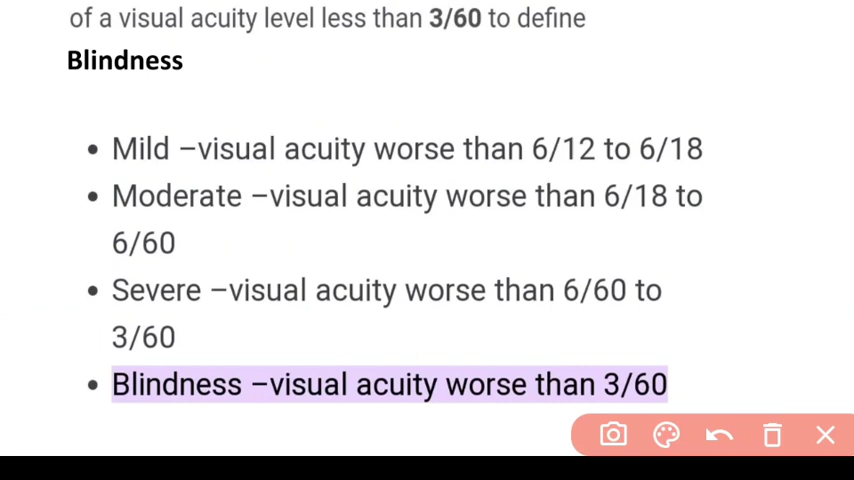 of a visual acuity level less than 3/60 to define
Blindness
• Mild –visual acuity worse than 6/12 to 6/18
• Moderate –visual acuity worse than 6/18 to
6/60
• Severe –visual acuity worse than 6/60 to
3/60
• Blindness –visual acuity worse than 3/60